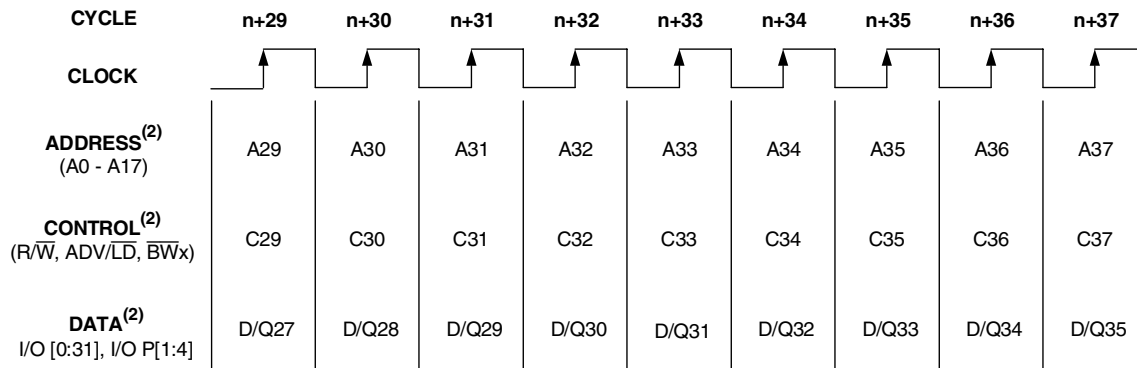 CYCLE n+29 n+30 n+31 n+32 n+33 n+34 n+35 n+36 n+37
CLOCK
ADDRESS(2) A29 A30 A31 A32 A33 A34 A35 A36 A37
(A0 - A17)
CONTROL(2) C29 C30 C31 C32 C33 C34 C35 C36 C37
(R/W̅, ADV/L̅D̅, B̅W̅x)
DATA(2) D/Q27 D/Q28 D/Q29 D/Q30 D/Q31 D/Q32 D/Q33 D/Q34 D/Q35
I/O [0:31], I/O P[1:4]